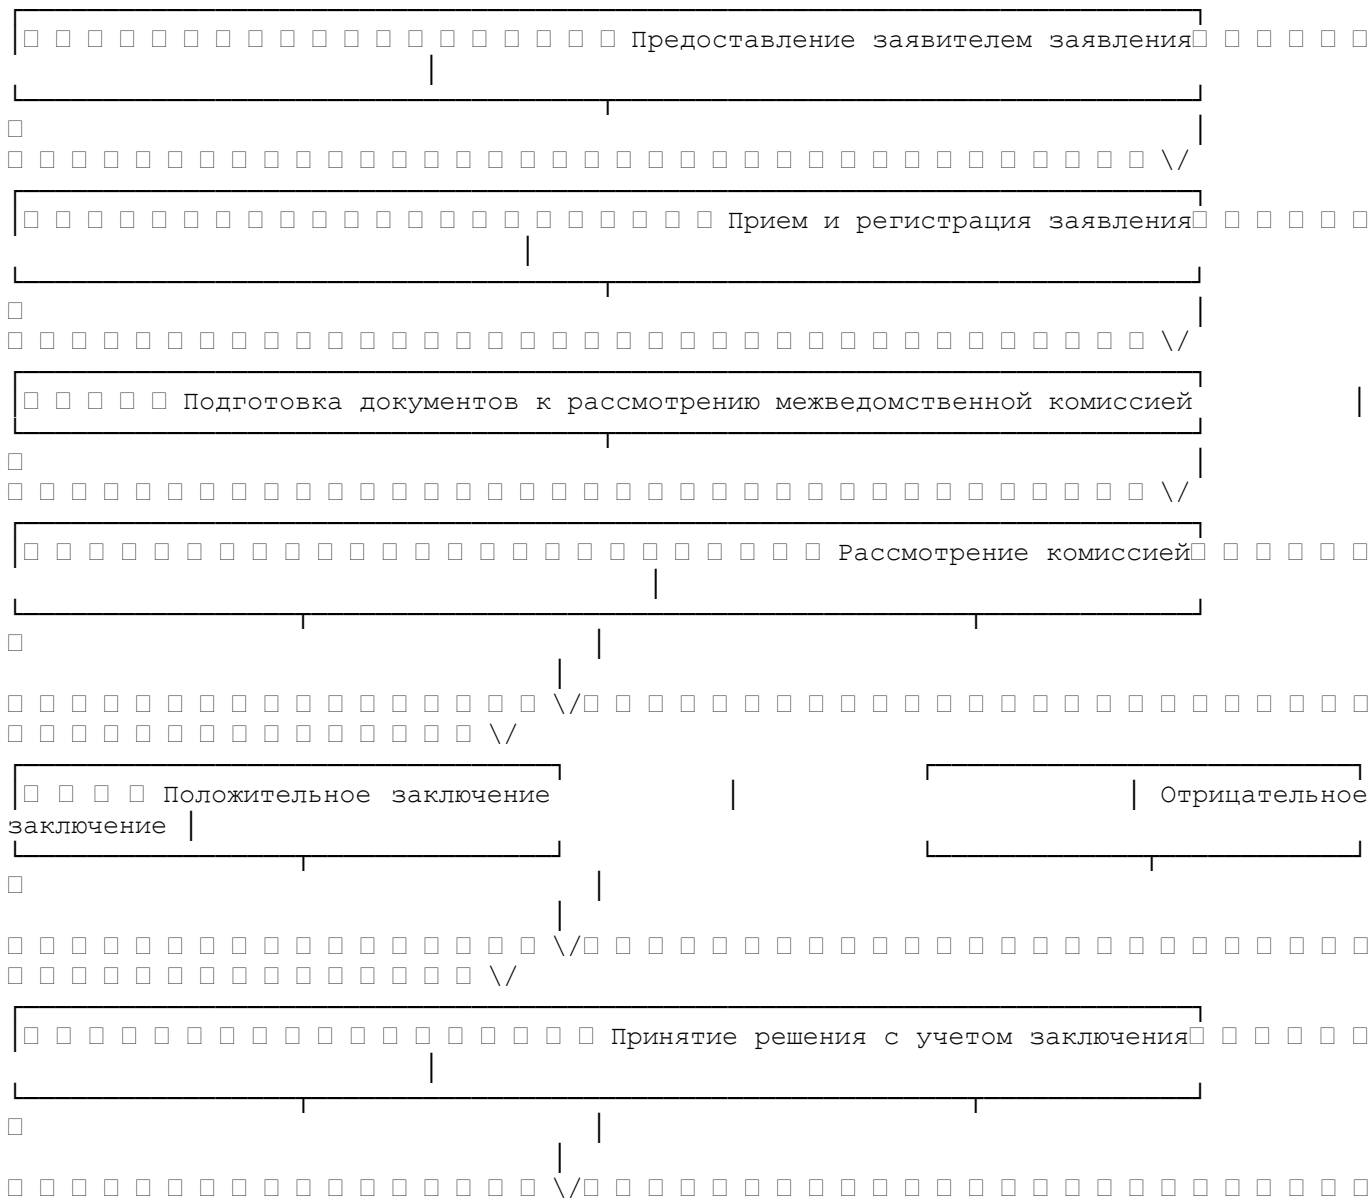 Предоставление заявителем заявления
\/
Прием и регистрация заявления
\/
Подготовка документов к рассмотрению межведомственной комиссией
\/
Рассмотрение комиссией
\/ 
\/
Положительное заключение Отрицательное
заключение
\/
\/
Принятие решения с учетом заключения
\/